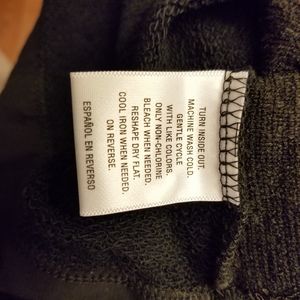 TURN INSIDE OUT.
MACHINE WASH COLD.
GENTLE CYCLE
WITH LIKE COLORS.
ONLY NON-CHLORINE
BLEACH WHEN NEEDED.
RESHAPE DRY FLAT.
COOL IRON WHEN NEEDED.
ON REVERSE.
ESPAÑOL EN REVERSO